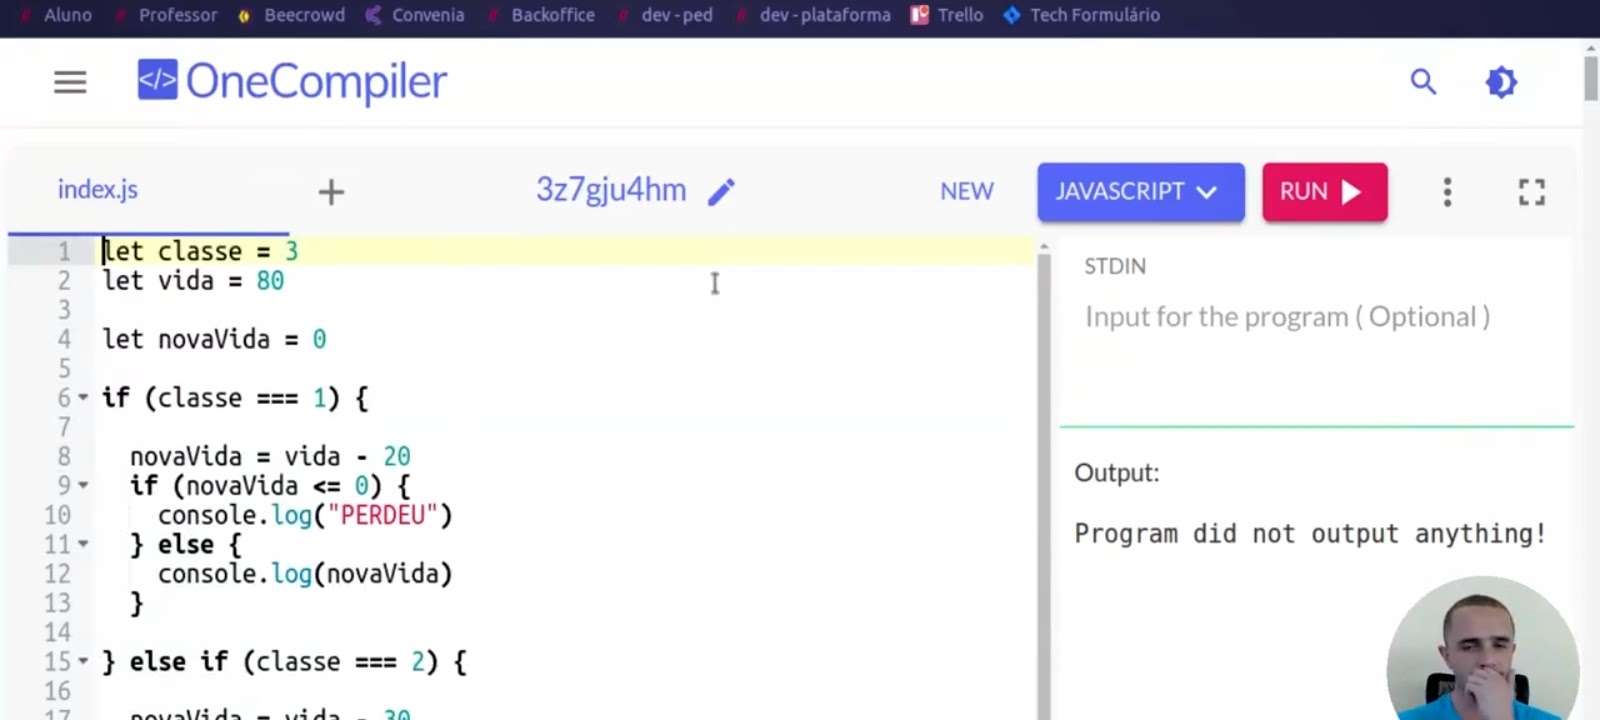 Aluno Professor Beecrowd Convenia Backoffice dev-ped dev-plataforma Trello Tech Formulário
</> OneCompiler
index.js + 3z7gju4hm NEW JAVASCRIPT RUN
1 let classe = 3
2 let vida = 80
3
4 let novaVida = 0
5
6 if (classe === 1) {
7
8 novaVida = vida - 20
9 if (novaVida <= 0) {
10 console.log("PERDEU")
11 } else {
12 console.log(novaVida)
13 }
14
15 } else if (classe === 2) {
16
17 novaVida = vida - 30
STDIN
Input for the program ( Optional )
Output:
Program did not output anything!